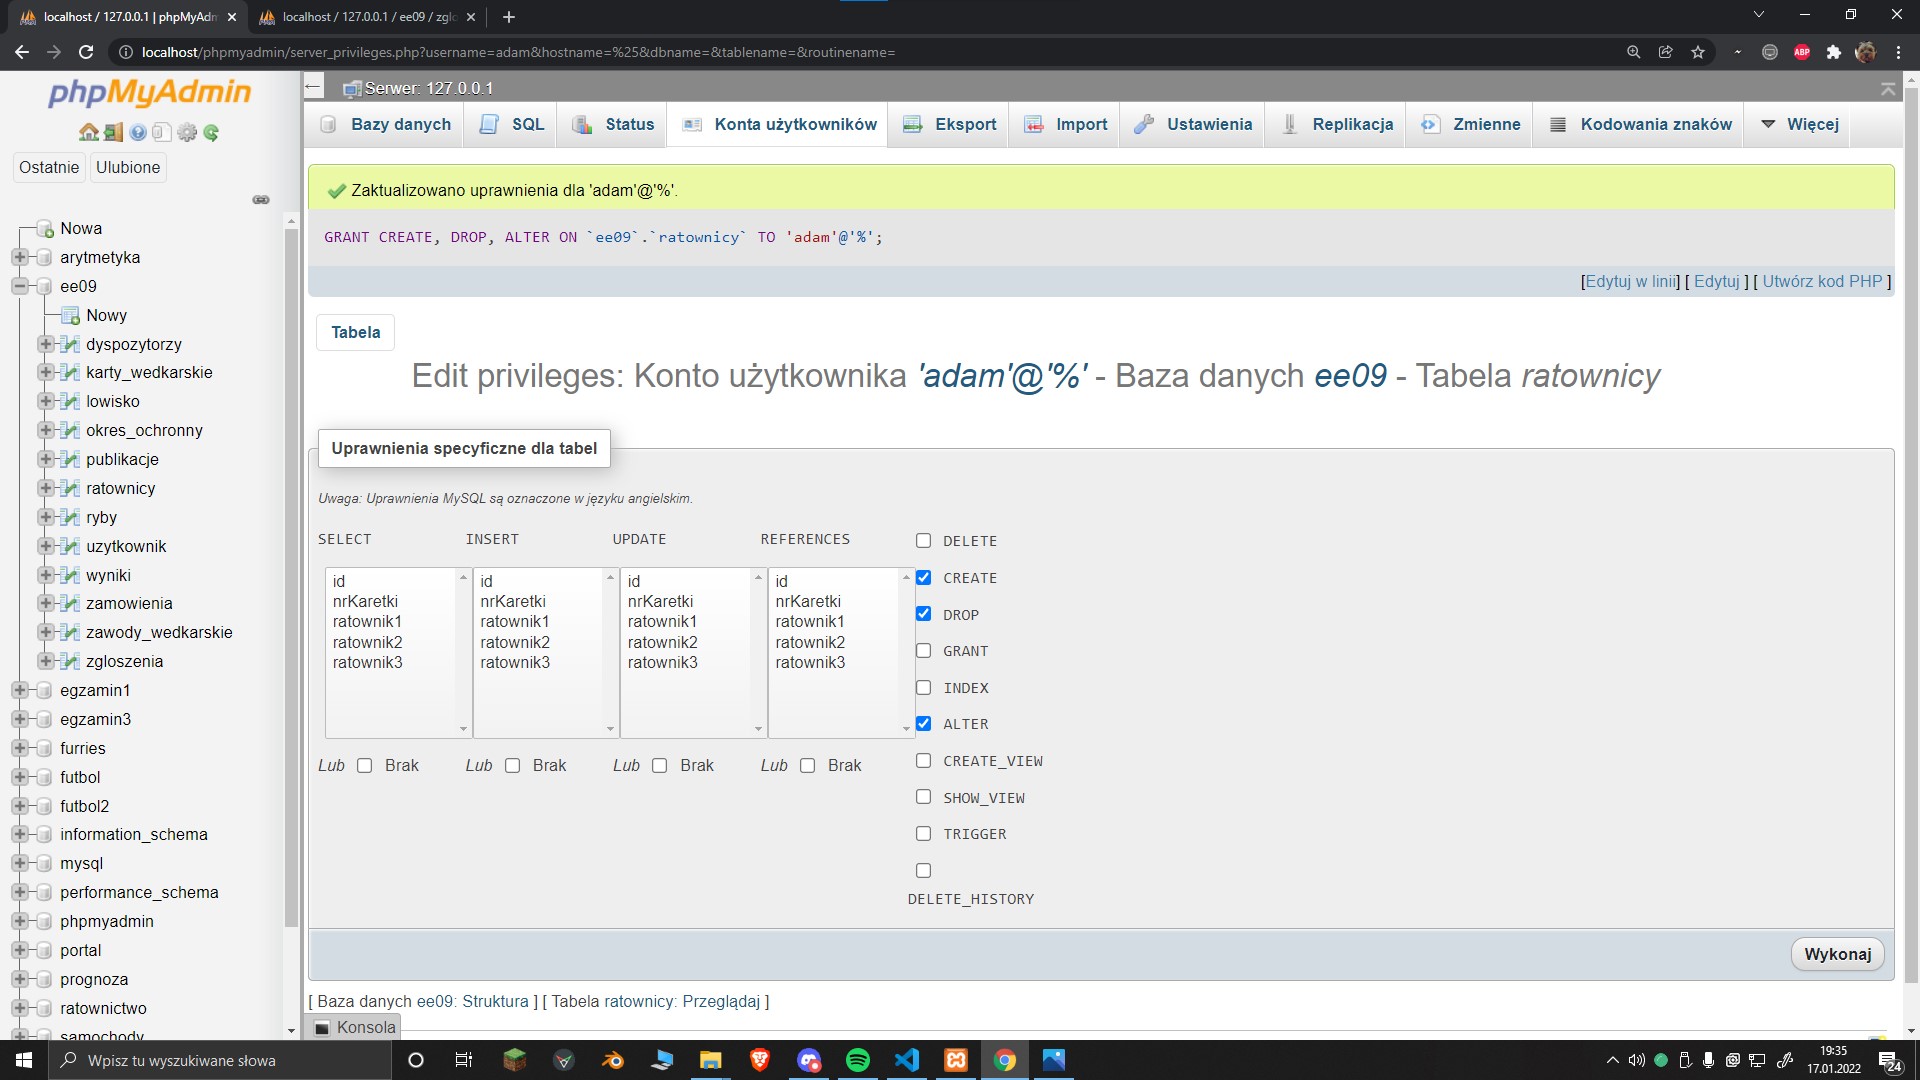 localhost / 127.0.0.1 | phpMyAdm
localhost / 127.0.0.1 / ee09 / zglo
localhost/phpmyadmin/server_privileges.php?username=adam&hostname=%25&dbname=&tablename=&routinename=
ABP
phpMyAdmin
Ostatnie
Ulubione
Nowa
arytmetyka
ee09
Nowy
dyspozytorzy
karty_wedkarskie
lowisko
okres_ochronny
publikacje
ratownicy
ryby
uzytkownik
wyniki
zamowienia
zawody_wedkarskie
zgloszenia
egzamin1
egzamin3
furries
futbol
futbol2
information_schema
mysql
performance_schema
phpmyadmin
portal
prognoza
ratownictwo
samochody
Serwer: 127.0.0.1
Bazy danych
SQL
Status
Konta użytkowników
Eksport
Import
Ustawienia
Replikacja
Zmienne
Kodowania znaków
Więcej
Zaktualizowano uprawnienia dla 'adam'@'%'.
GRANT CREATE, DROP, ALTER ON `ee09`.`ratownicy` TO 'adam'@'%';
[Edytuj w linii] [ Edytuj ] [ Utwórz kod PHP ]
Tabela
Edit privileges: Konto użytkownika 'adam'@'%' - Baza danych ee09 - Tabela ratownicy
Uprawnienia specyficzne dla tabel
Uwaga: Uprawnienia MySQL są oznaczone w języku angielskim.
SELECT
id
nrKaretki
ratownik1
ratownik2
ratownik3
Lub Brak
INSERT
id
nrKaretki
ratownik1
ratownik2
ratownik3
Lub Brak
UPDATE
id
nrKaretki
ratownik1
ratownik2
ratownik3
Lub Brak
REFERENCES
id
nrKaretki
ratownik1
ratownik2
ratownik3
Lub Brak
DELETE
CREATE
DROP
GRANT
INDEX
ALTER
CREATE_VIEW
SHOW_VIEW
TRIGGER
DELETE_HISTORY
Wykonaj
[ Baza danych ee09: Struktura ] [ Tabela ratownicy: Przeglądaj ]
Konsola
Wpisz tu wyszukiwane słowa
19:35
17.01.2022
24